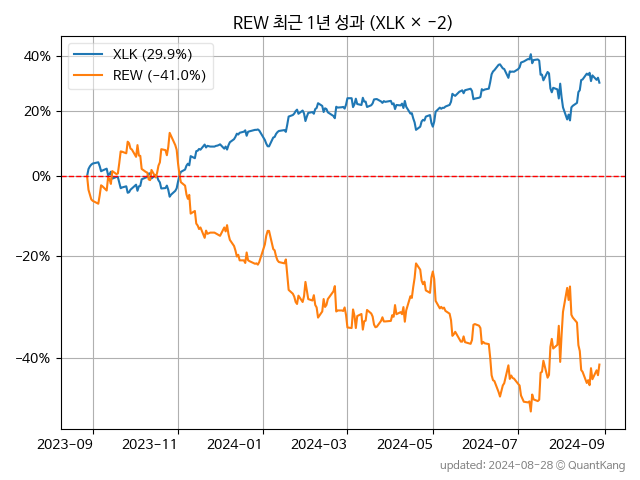 REW 최근 1년 성과 (XLK × -2)
XLK (29.9%)
REW (-41.0%)
40%
20%
0%
-20%
-40%
2023-09 2023-11 2024-01 2024-03 2024-05 2024-07 2024-09
updated: 2024-08-28 © QuantKang